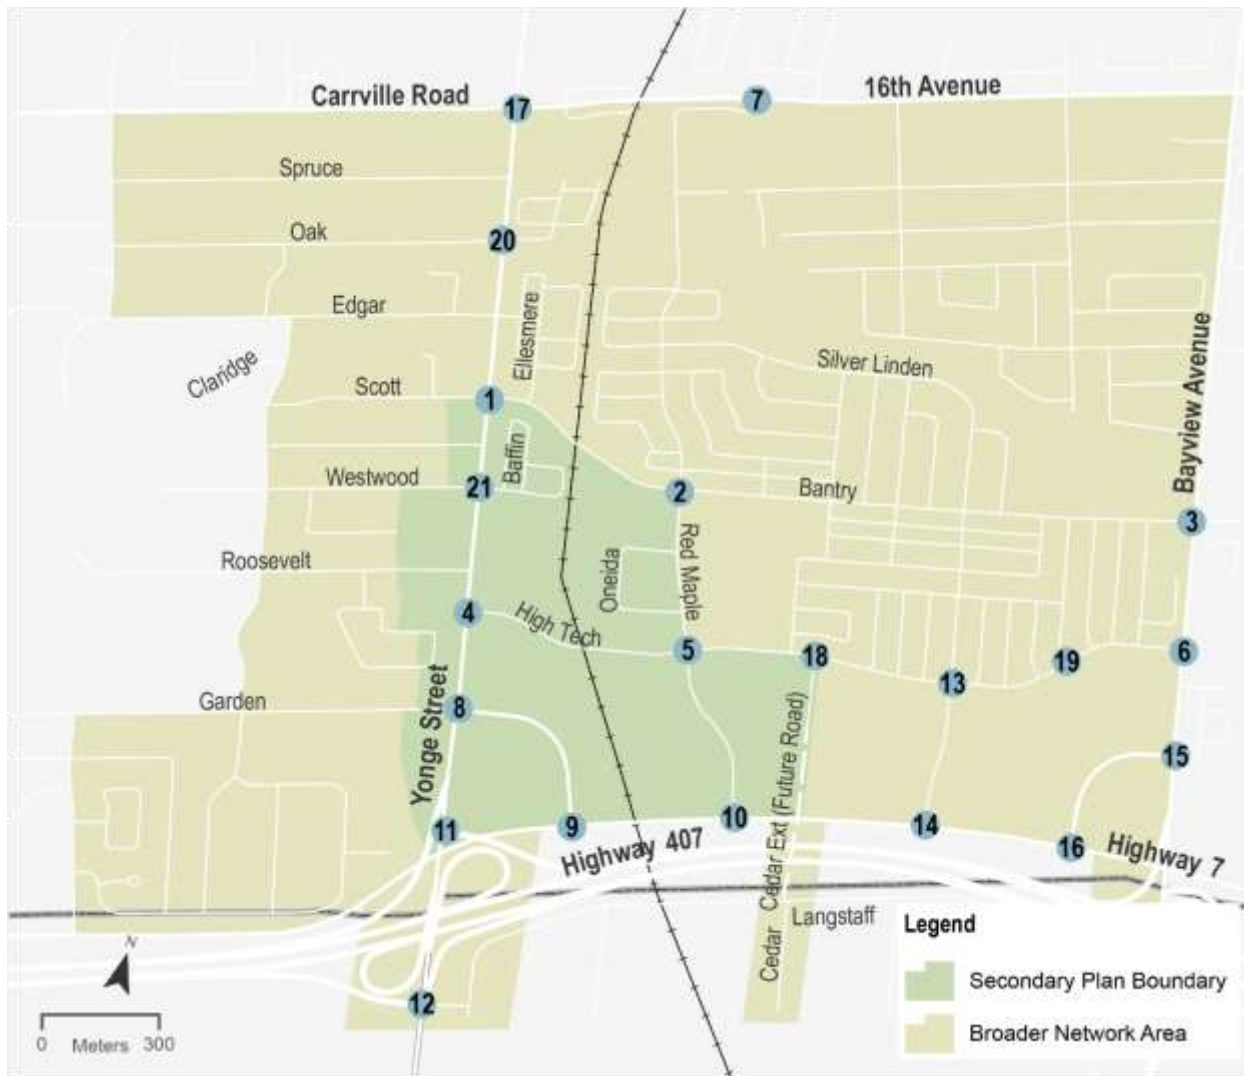 Carrville Road
17
7
16th Avenue
Spruce
Oak
20
Edgar
Ellesmere
Claridge
Silver Linden
Scott
1
Bayview Avenue
Baffin
Westwood
21
2
Bantry
3
Roosevelt
Oneida
Red Maple
4
High Tech
5
18
19
6
13
Garden
8
Yonge Street
Cedar Ext (Future Road)
15
11
9
10
14
16
Highway 407
Highway 7
Cedar
Langstaff
12
N
0 Meters 300
Legend
Secondary Plan Boundary
Broader Network Area